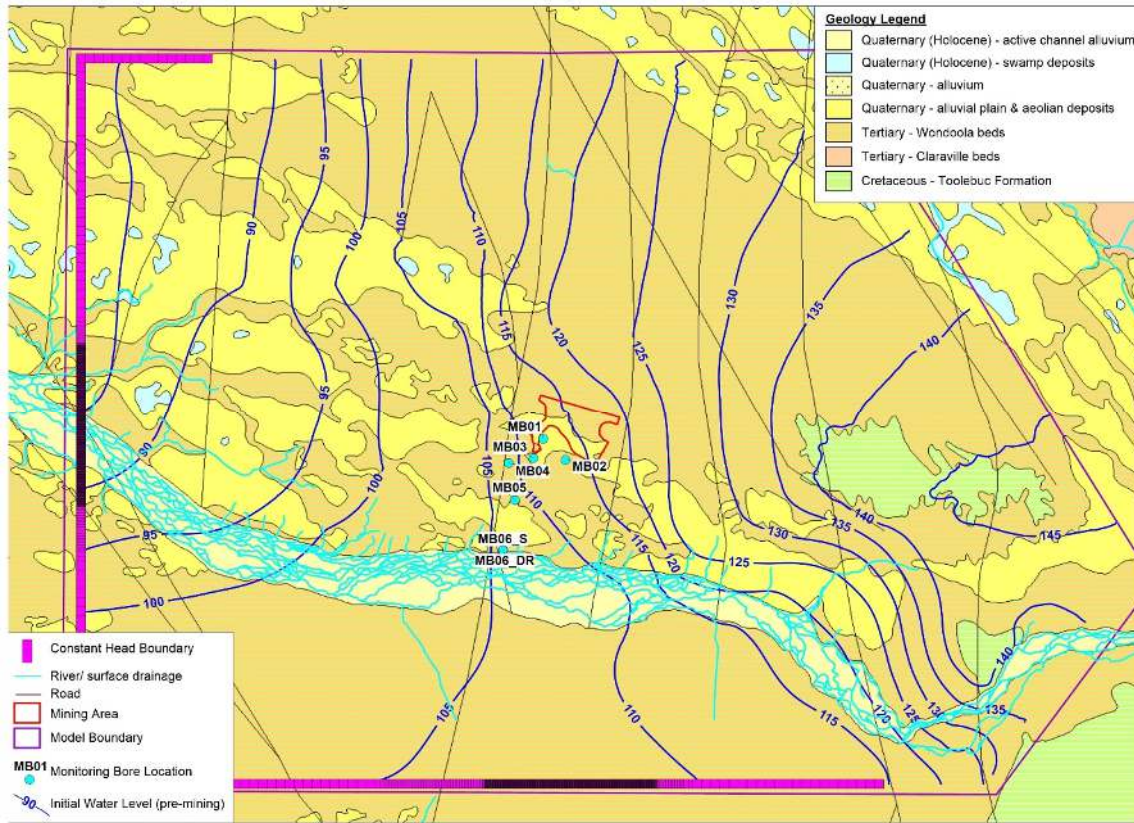 Geology Legend
Quaternary (Holocene) - active channel alluvium
Quaternary (Holocene) - swamp deposits
Quaternary - alluvium
Quaternary - alluvial plain & aeolian deposits
Tertiary - Wondoola beds
Tertiary - Claraville beds
Cretaceous - Toolebuc Formation
95
90
105
100
110
115
120
125
130
135
140
95
MB01
MB03
MB04
MB02
105
110
MB05
90
100
95
MB06_S
MB06_DR
100
115
120
125
130
135
140
145
140
135
130
125
120
115
110
105
Constant Head Boundary
River/ surface drainage
Road
Mining Area
Model Boundary
MB01 Monitoring Bore Location
90 Initial Water Level (pre-mining)